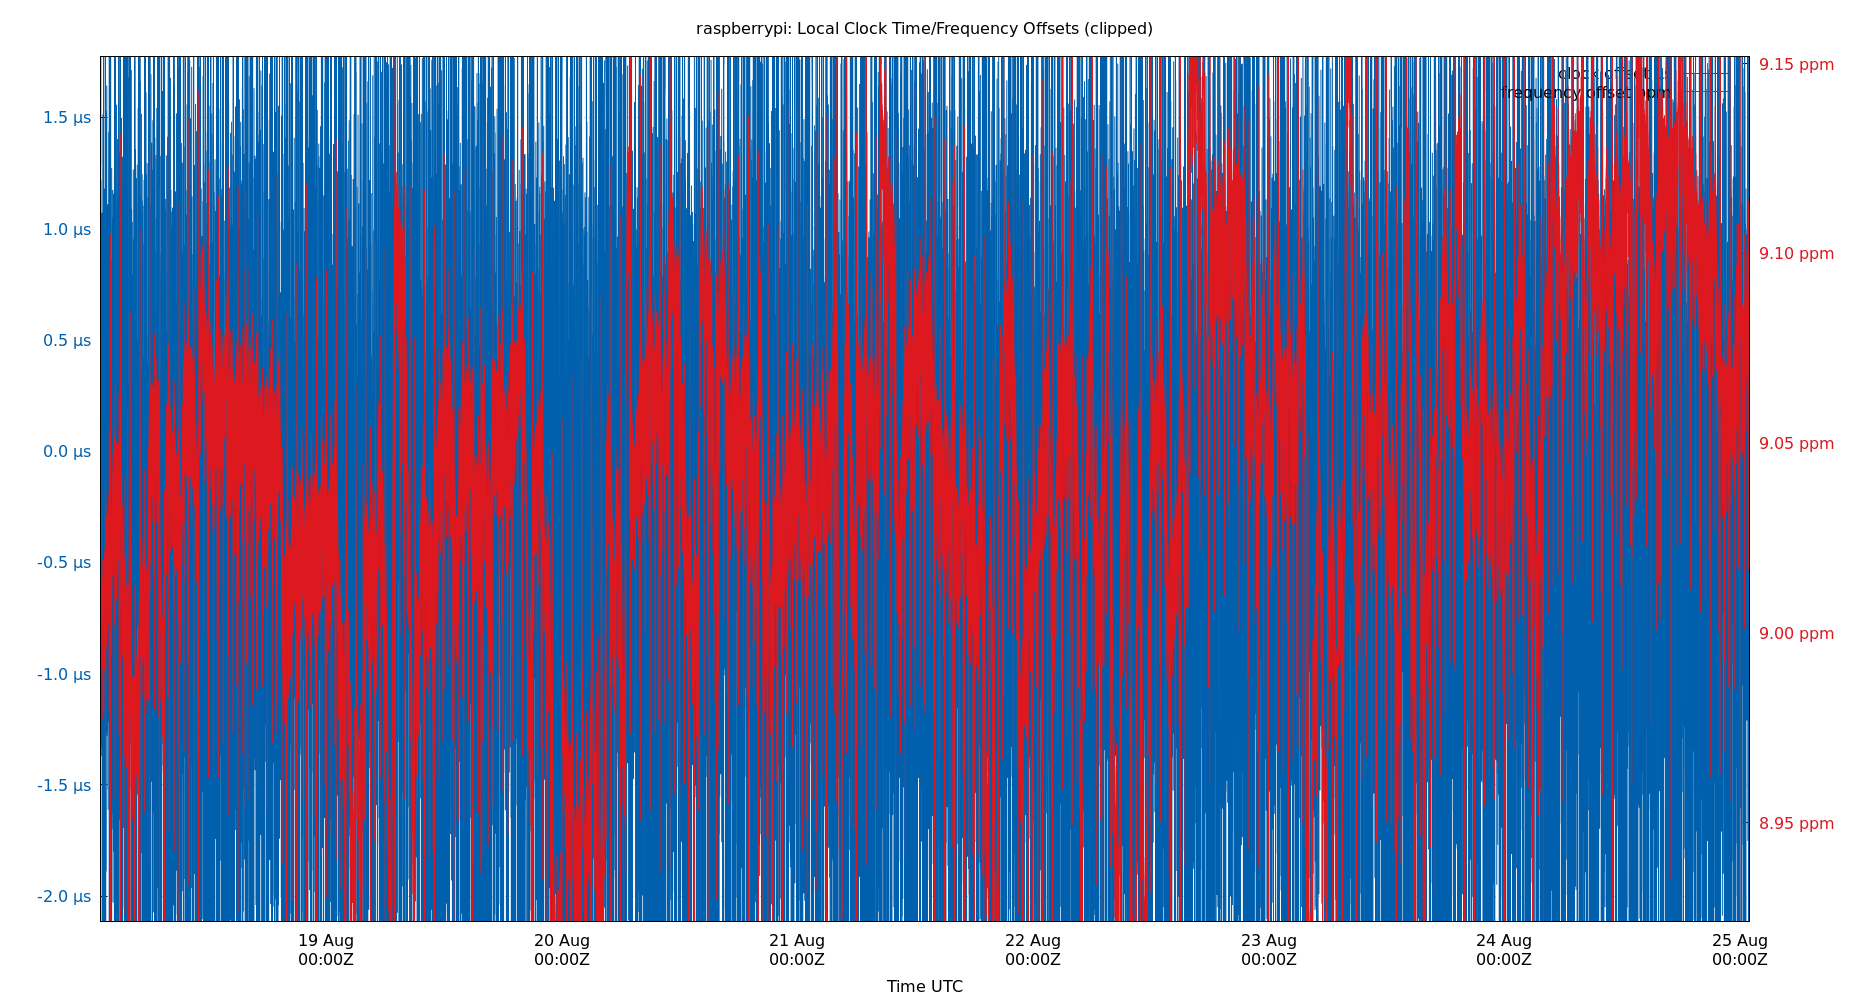 raspberrypi: Local Clock Time/Frequency Offsets (clipped)
clock offset
frequency offset ppm
1.5 µs
1.0 µs
0.5 µs
0.0 µs
-0.5 µs
-1.0 µs
-1.5 µs
-2.0 µs
9.15 ppm
9.10 ppm
9.05 ppm
9.00 ppm
8.95 ppm
19 Aug
00:00Z
20 Aug
00:00Z
21 Aug
00:00Z
22 Aug
00:00Z
23 Aug
00:00Z
24 Aug
00:00Z
25 Aug
00:00Z
Time UTC